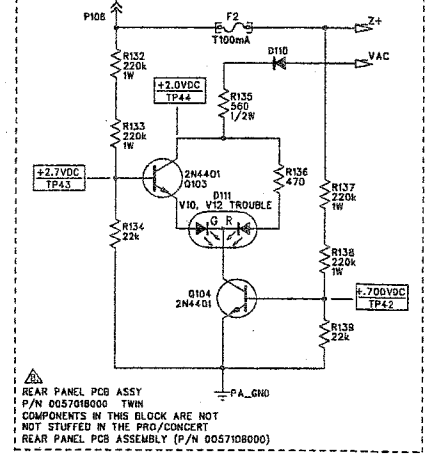 P108
F2
T100mA
Z+
D110
VAC
R132
220k
1W
+2.0VDC
TP44
R135
560
1/2W
R133
220k
1W
+2.7VDC
TP43
2N4401
Q103
R136
470
D111
V10, V12 TROUBLE
G R
R137
220k
1W
R134
22k
R138
220k
1W
Q104
2N4401
+.700VDC
TP42
R139
22k
PA_GND
B
REAR PANEL PCB ASSY
P/N 0057018000 TWIN
COMPONENTS IN THIS BLOCK ARE NOT
NOT STUFFED IN THE PRO/CONCERT
REAR PANEL PCB ASSEMBLY (P/N 0057108000)